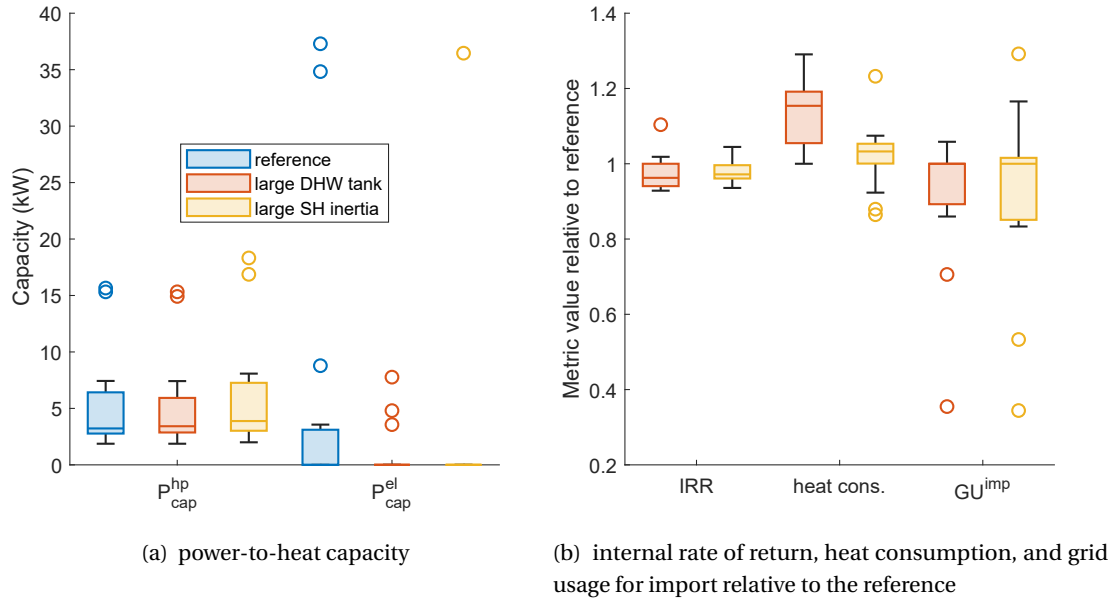 40
35
30
25
20
15
10
5
0
Capacity (kW)
reference
large DHW tank
large SH inertia
P^hp_cap
P^el_cap
(a) power-to-heat capacity
1.4
1.2
1
0.8
0.6
0.4
0.2
Metric value relative to reference
IRR
heat cons.
GU^imp
(b) internal rate of return, heat consumption, and grid
usage for import relative to the reference